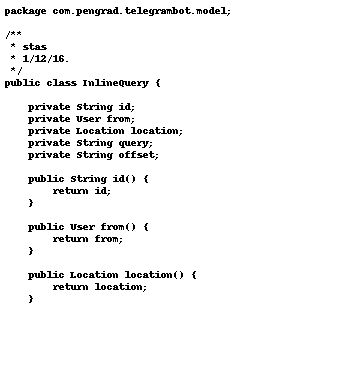 package com.pengrad.telegrambot.model;

/**
 * stas
 * 1/12/16.
 */
public class InlineQuery {

    private String id;
    private User from;
    private Location location;
    private String query;
    private String offset;

    public String id() {
        return id;
    }

    public User from() {
        return from;
    }

    public Location location() {
        return location;
    }